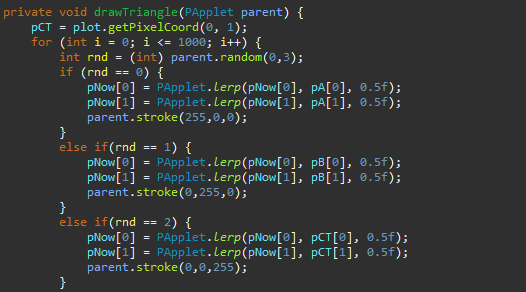 private void drawTriangle(PApplet parent) {
    pCT = plot.getPixelCoord(0, 1);
    for (int i = 0; i <= 1000; i++) {
        int rnd = (int) parent.random(0,3);
        if (rnd == 0) {
            pNow[0] = PApplet.lerp(pNow[0], pA[0], 0.5f);
            pNow[1] = PApplet.lerp(pNow[1], pA[1], 0.5f);
            parent.stroke(255,0,0);
        }
        else if(rnd == 1) {
            pNow[0] = PApplet.lerp(pNow[0], pB[0], 0.5f);
            pNow[1] = PApplet.lerp(pNow[1], pB[1], 0.5f);
            parent.stroke(0,255,0);
        }
        else if(rnd == 2) {
            pNow[0] = PApplet.lerp(pNow[0], pCT[0], 0.5f);
            pNow[1] = PApplet.lerp(pNow[1], pCT[1], 0.5f);
            parent.stroke(0,0,255);
        }